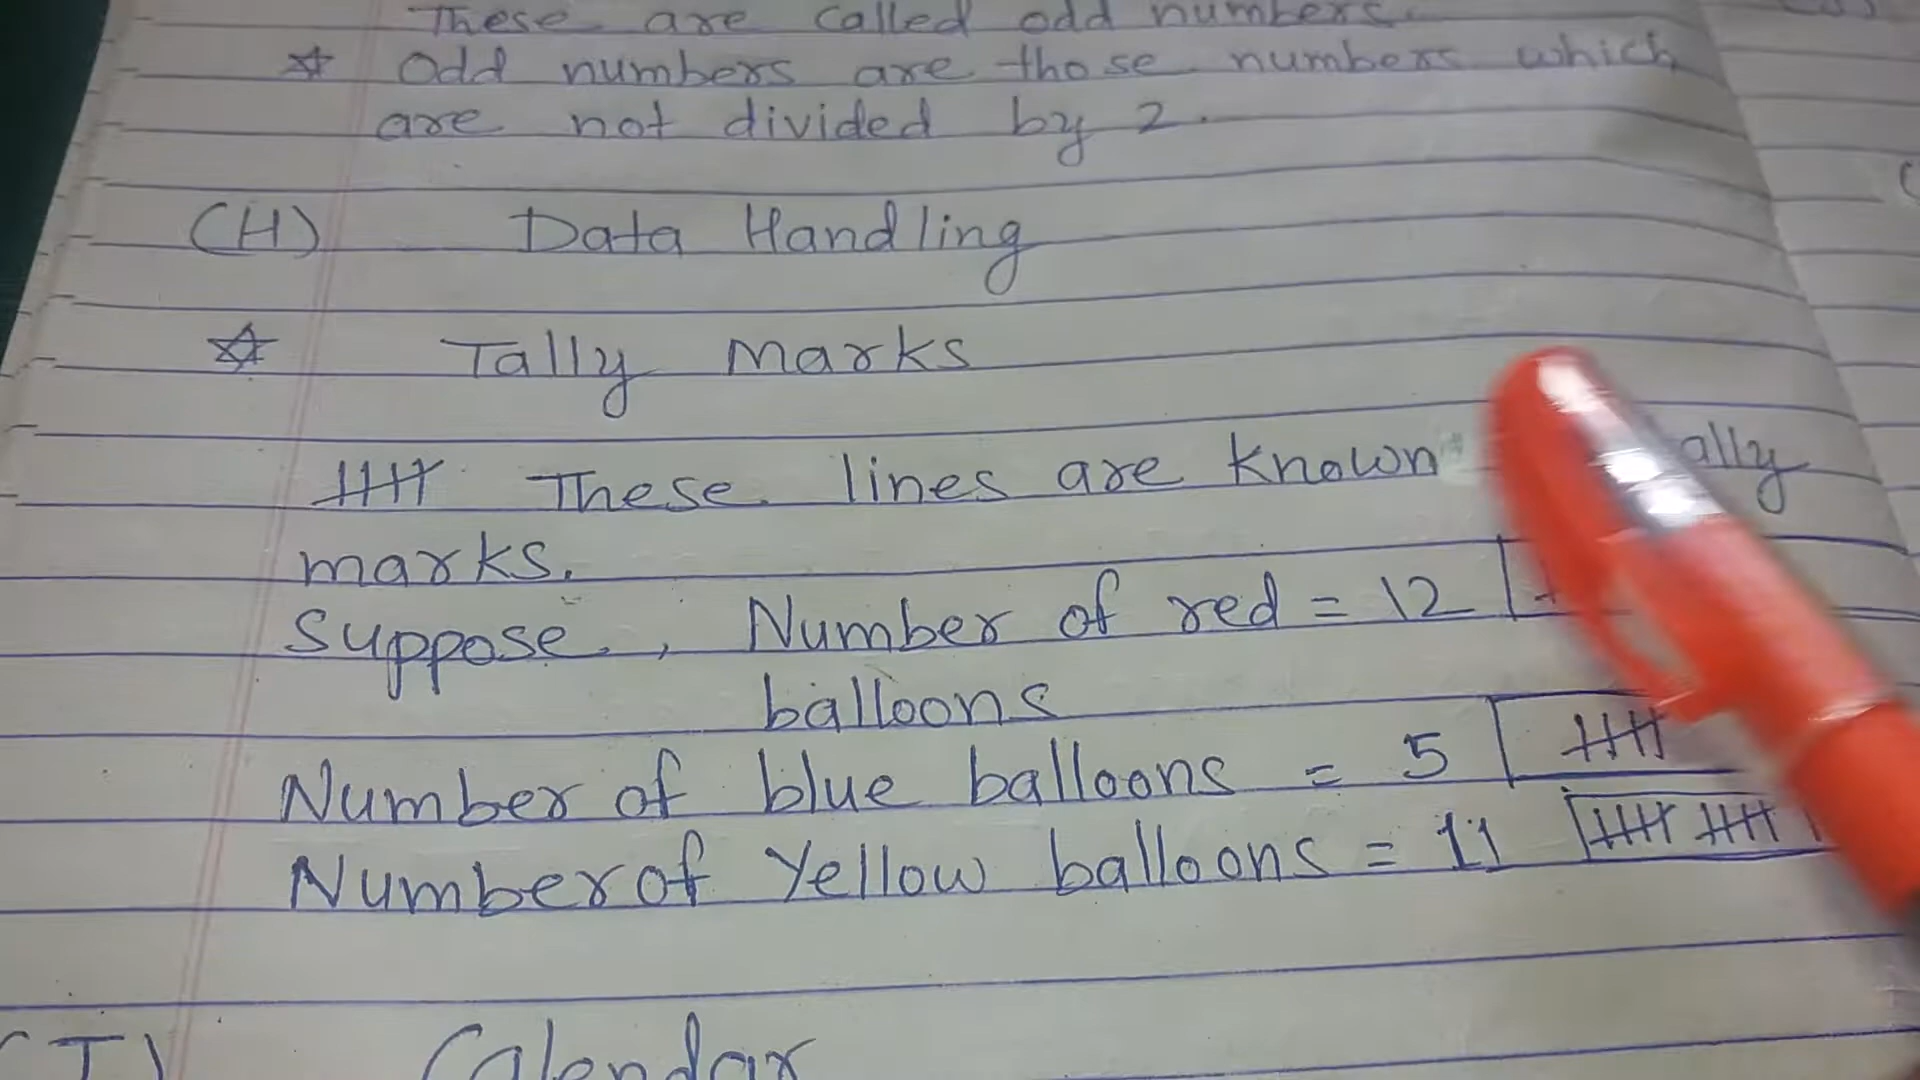 These are called odd numbers.
☆ Odd numbers are those numbers which
are not divided by 2.
(H) Data Handling
☆ Tally marks
These lines are known
marks.
Suppose, Number of red = 12
balloons
Number of blue balloons = 5
Number of Yellow balloons = 11
(I) Calendar